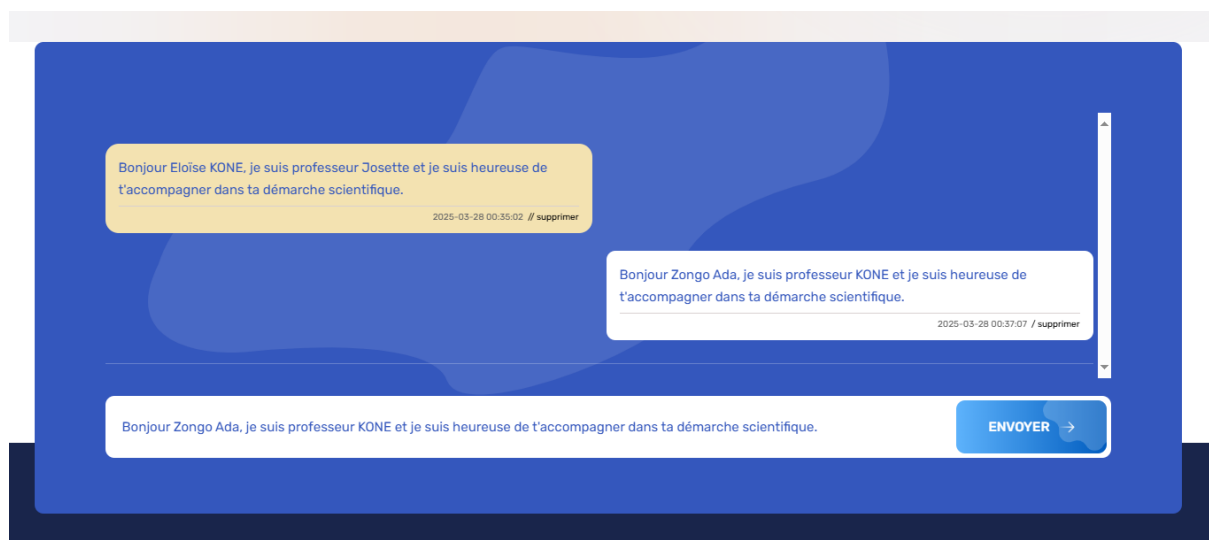 Bonjour Eloïse KONE, je suis professeur Josette et je suis heureuse de
t'accompagner dans ta démarche scientifique.
2025-03-28 00:35:02 // supprimer
Bonjour Zongo Ada, je suis professeur KONE et je suis heureuse de
t'accompagner dans ta démarche scientifique.
2025-03-28 00:37:07 / supprimer
Bonjour Zongo Ada, je suis professeur KONE et je suis heureuse de t'accompagner dans ta démarche scientifique.
ENVOYER →